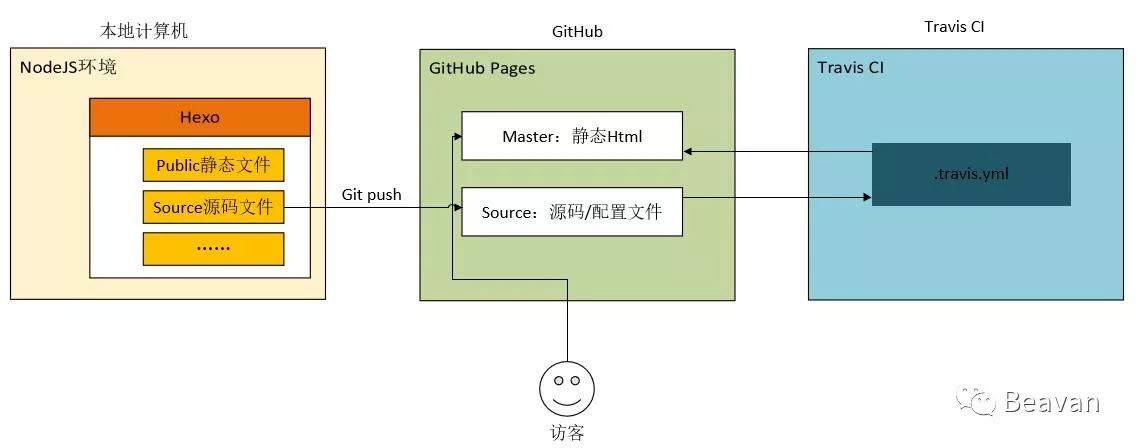 本地计算机
NodeJS环境
Hexo
Public静态文件
Source源码文件
……
Git push
GitHub
GitHub Pages
Master：静态Html
Source：源码/配置文件
Travis CI
Travis CI
.travis.yml
访客
Beavan